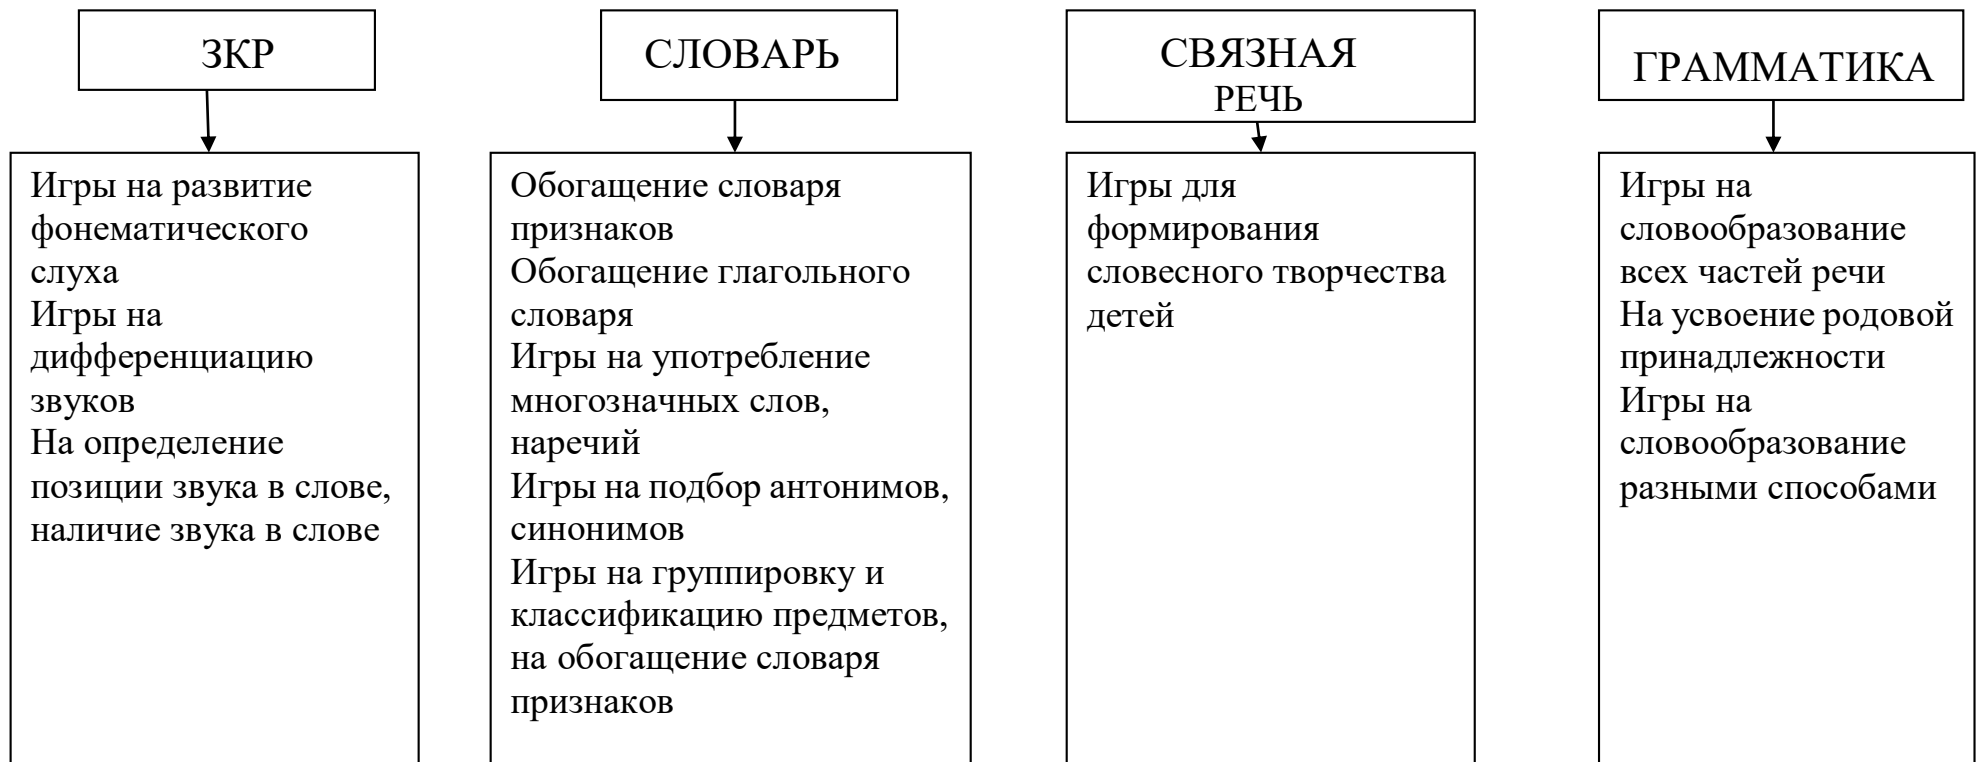 ЗКР
Игры на развитие
фонематического
слуха
Игры на
дифференциацию
звуков
На определение
позиции звука в слове,
наличие звука в слове
СЛОВАРЬ
Обогащение словаря
признаков
Обогащение глагольного
словаря
Игры на употребление
многозначных слов,
наречий
Игры на подбор антонимов,
синонимов
Игры на группировку и
классификацию предметов,
на обогащение словаря
признаков
СВЯЗНАЯ
РЕЧЬ
Игры для
формирования
словесного творчества
детей
ГРАММАТИКА
Игры на
словообразование
всех частей речи
На усвоение родовой
принадлежности
Игры на
словообразование
разными способами